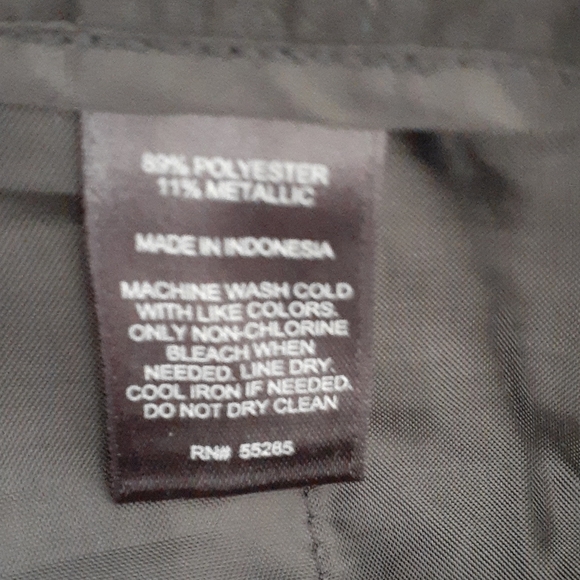 89% POLYESTER
11% METALLIC
MADE IN INDONESIA
MACHINE WASH COLD
WITH LIKE COLORS.
ONLY NON-CHLORINE
BLEACH WHEN
NEEDED. LINE DRY.
COOL IRON IF NEEDED.
DO NOT DRY CLEAN
RN# 55285